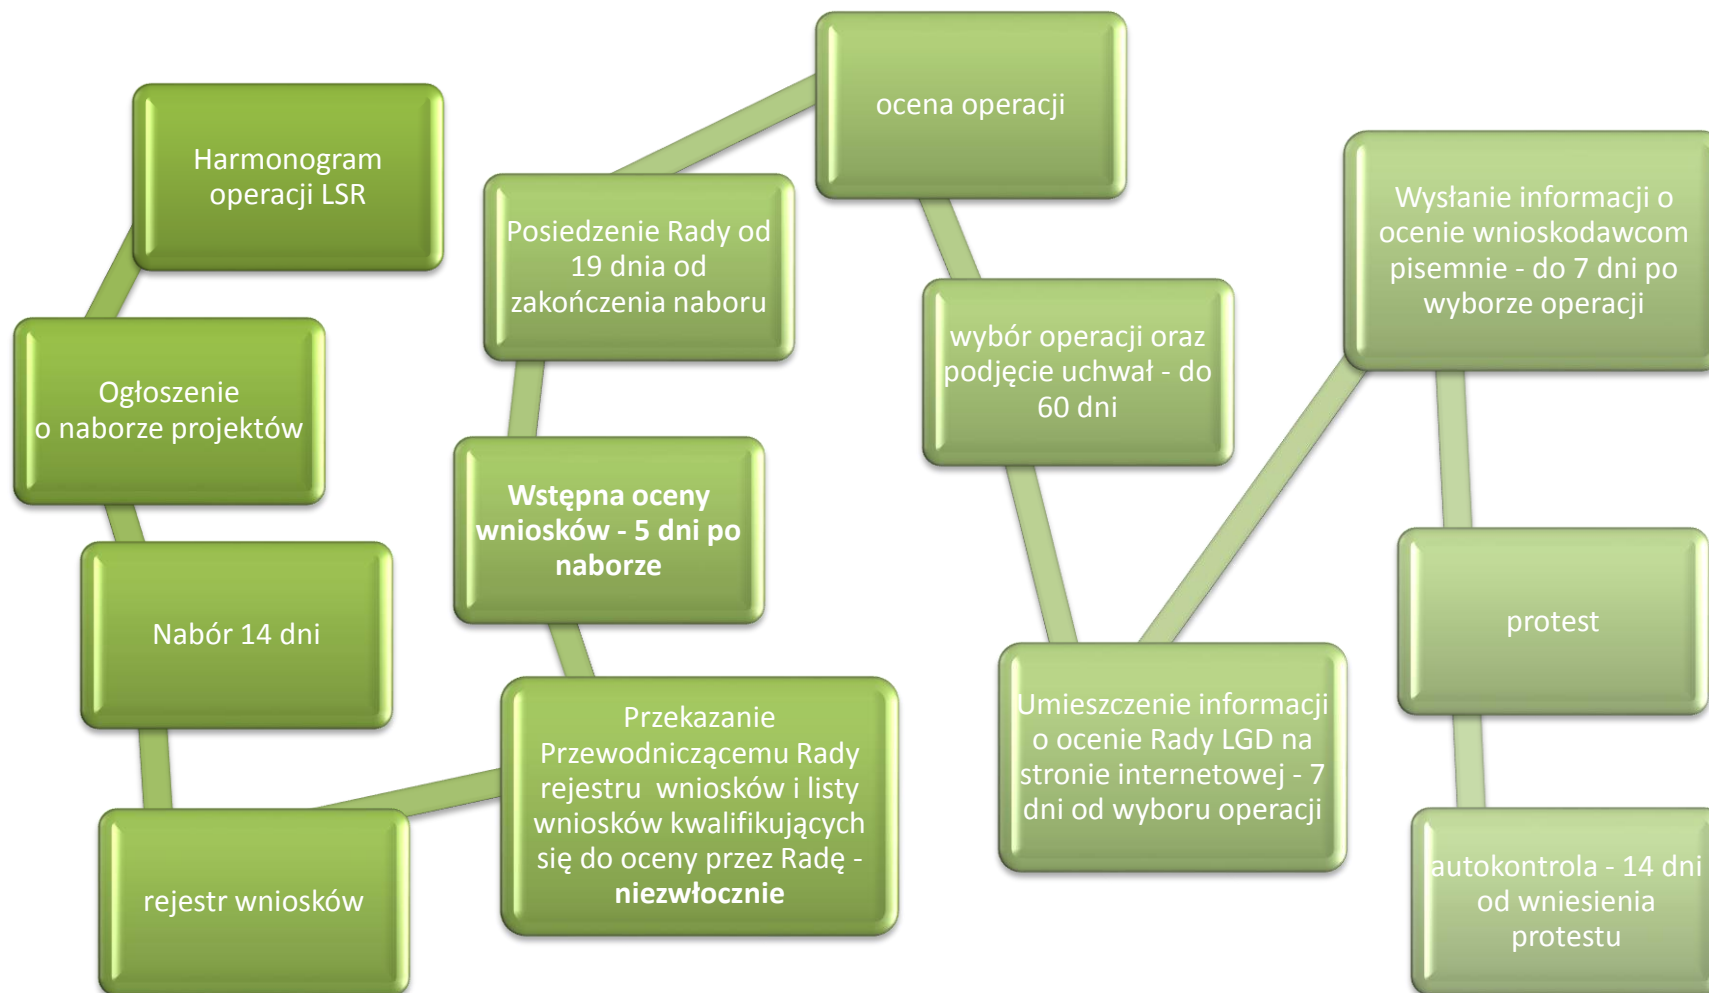 Harmonogram
operacji LSR
Ogłoszenie
o naborze projektów
Nabór 14 dni
rejestr wniosków
Przekazanie
Przewodniczącemu Rady
rejestru wniosków i listy
wniosków kwalifikujących
się do oceny przez Radę -
niezwłocznie
Wstępna oceny
wniosków - 5 dni po
naborze
Posiedzenie Rady od
19 dnia od
zakończenia naboru
ocena operacji
wybór operacji oraz
podjęcie uchwał - do
60 dni
Umieszczenie informacji
o ocenie Rady LGD na
stronie internetowej - 7
dni od wyboru operacji
Wysłanie informacji o
ocenie wnioskodawcom
pisemnie - do 7 dni po
wyborze operacji
protest
autokontrola - 14 dni
od wniesienia
protestu